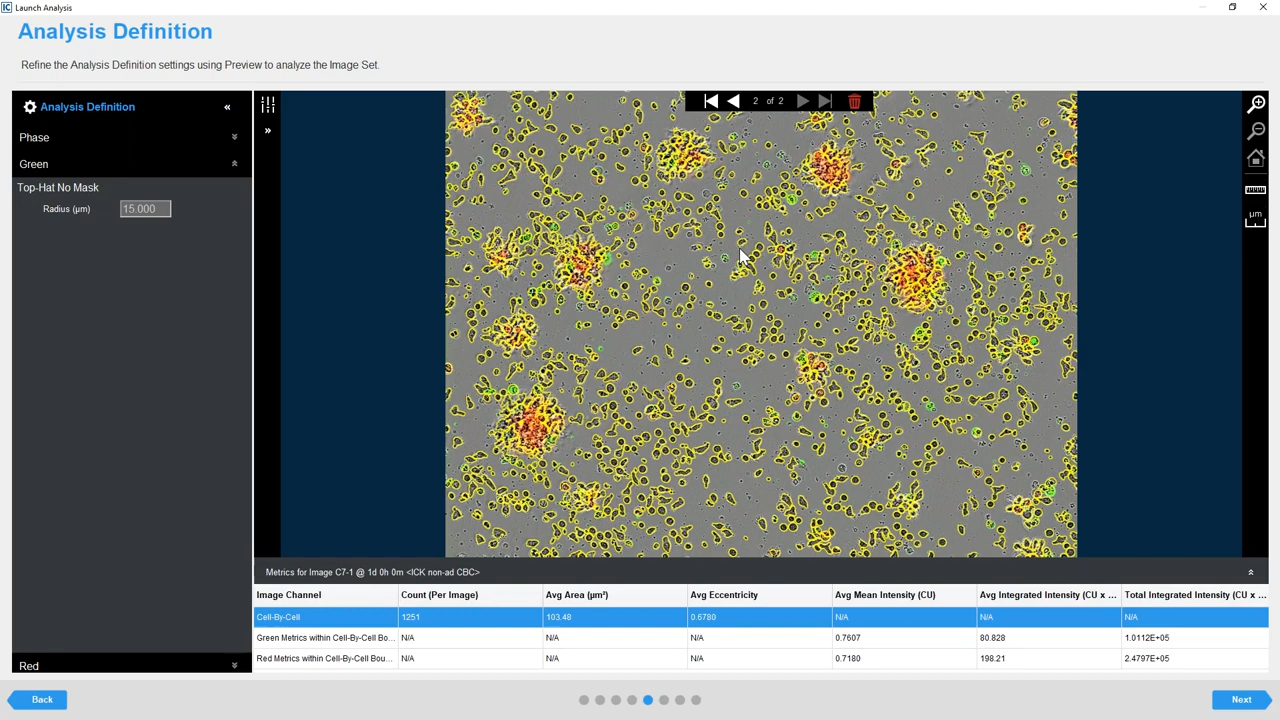 IC Launch Analysis
Analysis Definition
Refine the Analysis Definition settings using Preview to analyze the Image Set.
Analysis Definition «
Phase
Green
Top-Hat No Mask
Radius (µm) 15.000
Red
2 of 2
µm
Metrics for Image C7-1 @ 1d 0h 0m <ICK non-ad CBC>
Image Channel Count (Per Image) Avg Area (µm²) Avg Eccentricity Avg Mean Intensity (CU) Avg Integrated Intensity (CU x ... Total Integrated Intensity (CU x ...
Cell-By-Cell 1251 103.48 0.6780 N/A N/A N/A
Green Metrics within Cell-By-Cell Bo... N/A N/A N/A 0.7607 80.828 1.0112E+05
Red Metrics within Cell-By-Cell Bou... N/A N/A N/A 0.7180 198.21 2.4797E+05
Back Next